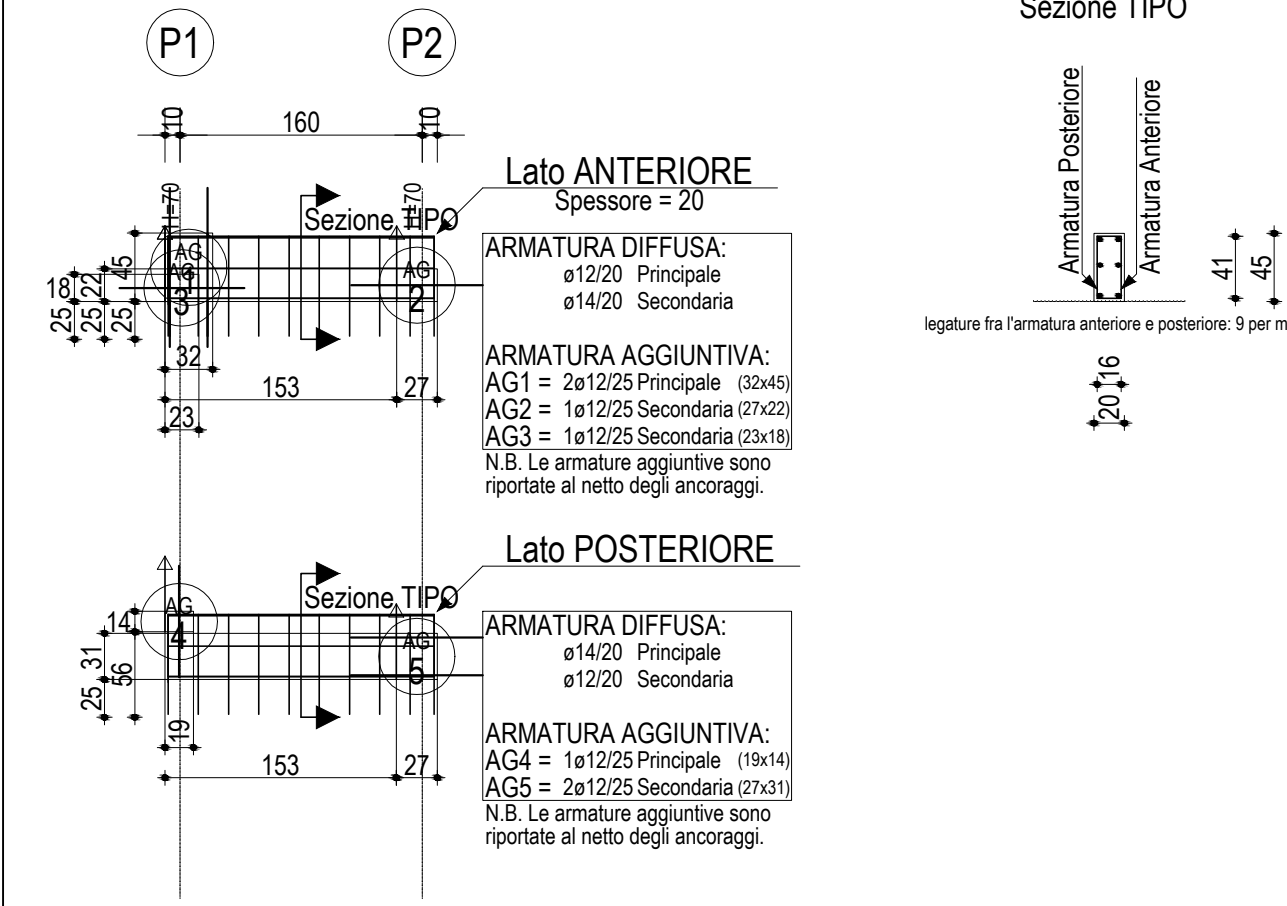 P1
P2
Sezione TIPO
10
160
10
Lato ANTERIORE
Spessore = 20
H=70
H=70
Sezione TIPO
AG
1
AG
3
AG
2
45
22
18
25
25
25
32
153
27
23
ARMATURA DIFFUSA:
ø12/20 Principale
ø14/20 Secondaria
ARMATURA AGGIUNTIVA:
AG1 = 2ø12/25 Principale (32x45)
AG2 = 1ø12/25 Secondaria (27x22)
AG3 = 1ø12/25 Secondaria (23x18)
N.B. Le armature aggiuntive sono
riportate al netto degli ancoraggi.
Armatura Posteriore
Armatura Anteriore
41
45
legature fra l'armatura anteriore e posteriore: 9 per m
16
20
Lato POSTERIORE
Sezione TIPO
AG
4
AG
5
14
31
56
25
19
153
27
ARMATURA DIFFUSA:
ø14/20 Principale
ø12/20 Secondaria
ARMATURA AGGIUNTIVA:
AG4 = 1ø12/25 Principale (19x14)
AG5 = 2ø12/25 Secondaria (27x31)
N.B. Le armature aggiuntive sono
riportate al netto degli ancoraggi.